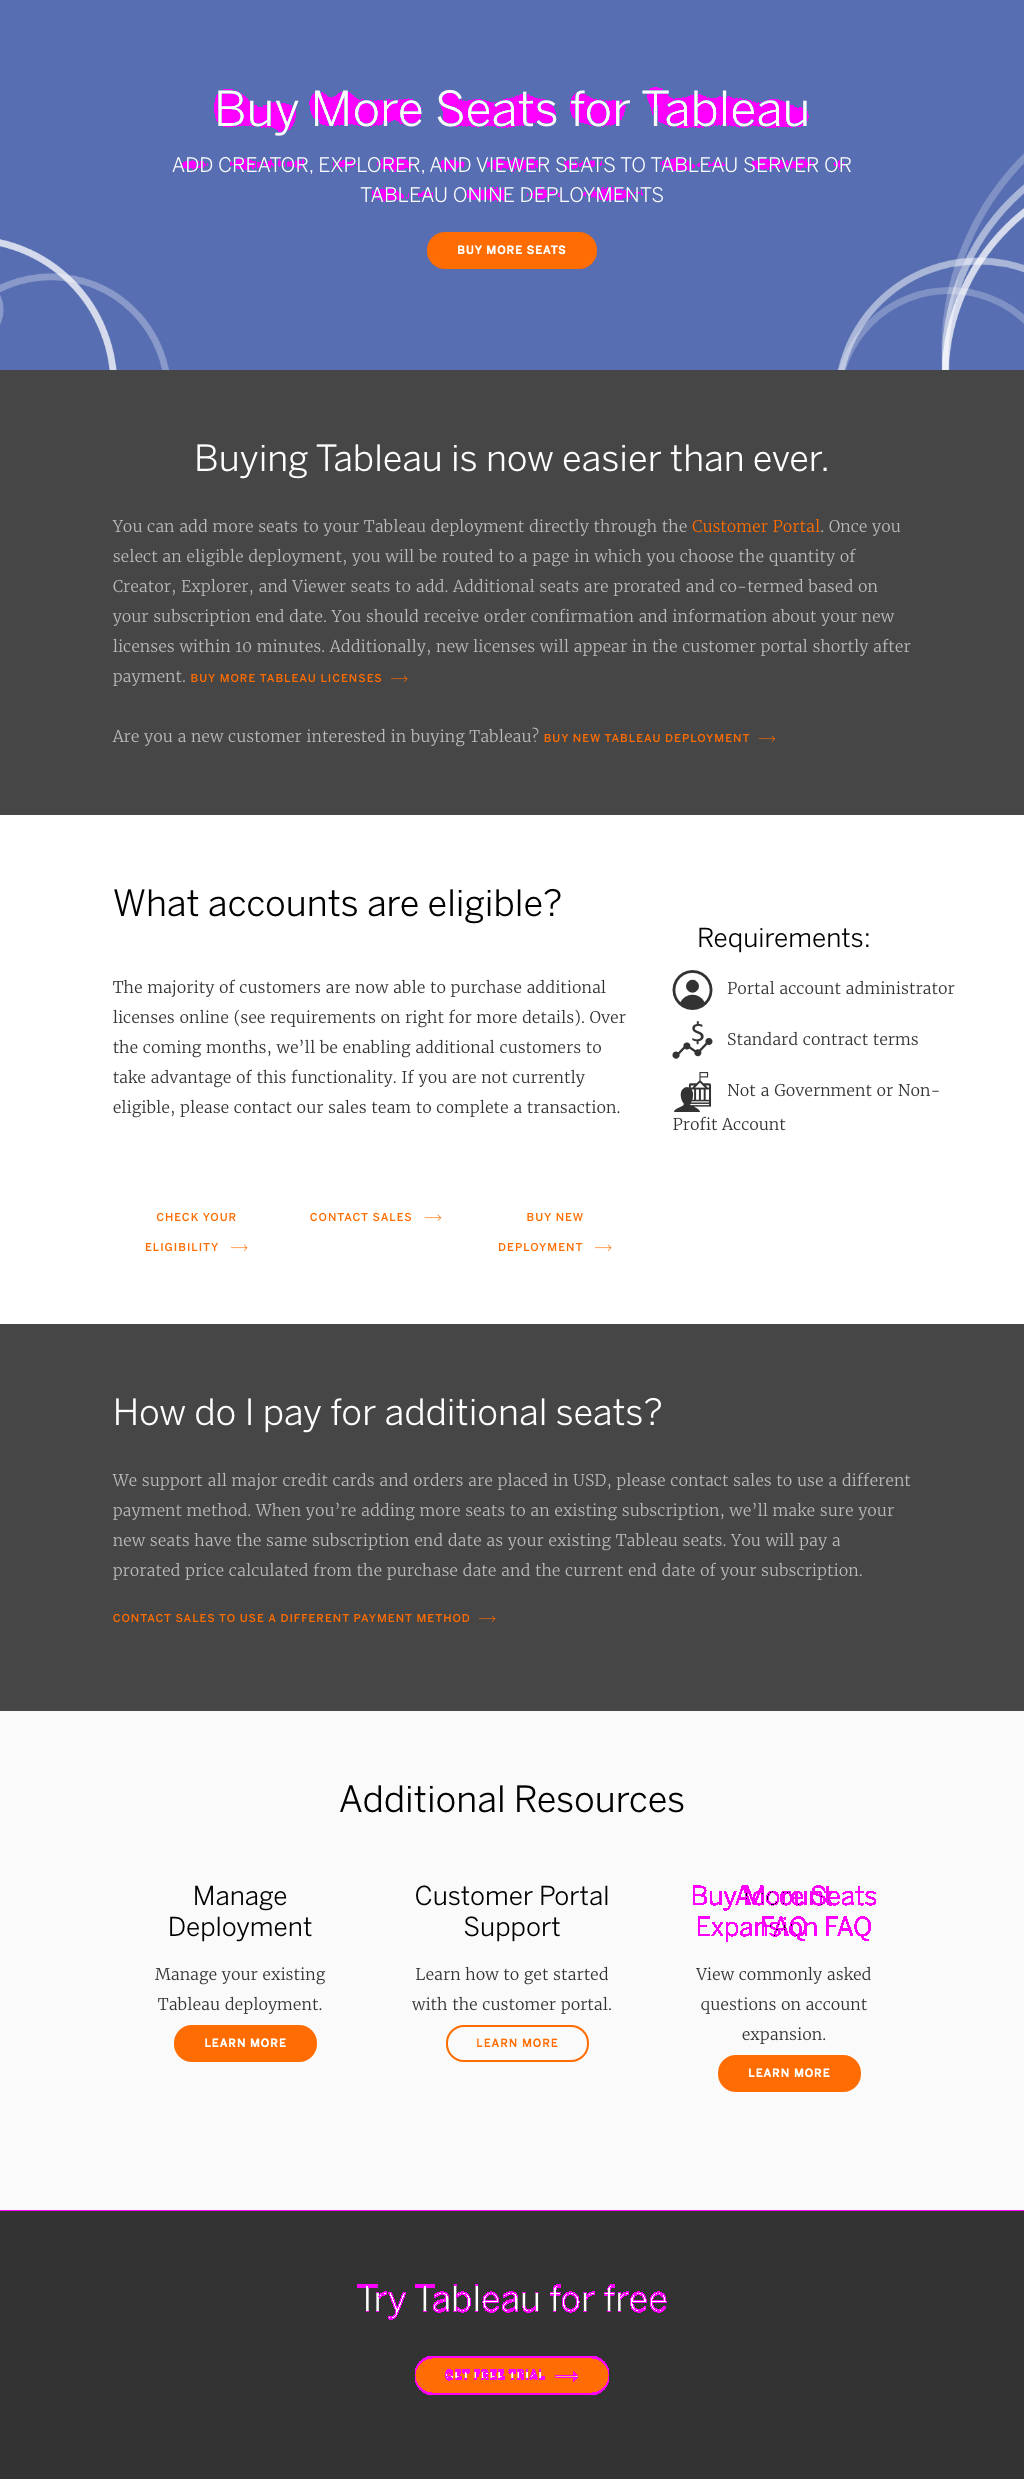 Buy More Seats for Tableau
ADD CREATOR, EXPLORER, AND VIEWER SEATS TO TABLEAU SERVER OR
TABLEAU ONINE DEPLOYMENTS
BUY MORE SEATS
Buying Tableau is now easier than ever.
You can add more seats to your Tableau deployment directly through the Customer Portal. Once you
select an eligible deployment, you will be routed to a page in which you choose the quantity of
Creator, Explorer, and Viewer seats to add. Additional seats are prorated and co-termed based on
your subscription end date. You should receive order confirmation and information about your new
licenses within 10 minutes. Additionally, new licenses will appear in the customer portal shortly after
payment. BUY MORE TABLEAU LICENSES
Are you a new customer interested in buying Tableau? BUY NEW TABLEAU DEPLOYMENT
What accounts are eligible?
The majority of customers are now able to purchase additional
licenses online (see requirements on right for more details). Over
the coming months, we’ll be enabling additional customers to
take advantage of this functionality. If you are not currently
eligible, please contact our sales team to complete a transaction.
Requirements:
Portal account administrator
Standard contract terms
Not a Government or Non-
Profit Account
CHECK YOUR
ELIGIBILITY
CONTACT SALES
BUY NEW
DEPLOYMENT
How do I pay for additional seats?
We support all major credit cards and orders are placed in USD, please contact sales to use a different
payment method. When you’re adding more seats to an existing subscription, we’ll make sure your
new seats have the same subscription end date as your existing Tableau seats. You will pay a
prorated price calculated from the purchase date and the current end date of your subscription.
CONTACT SALES TO USE A DIFFERENT PAYMENT METHOD
Additional Resources
Manage
Deployment
Manage your existing
Tableau deployment.
LEARN MORE
Customer Portal
Support
Learn how to get started
with the customer portal.
LEARN MORE
Buy More Seats
Expansion FAQ
View commonly asked
questions on account
expansion.
LEARN MORE
Try Tableau for free
GET FREE TRIAL